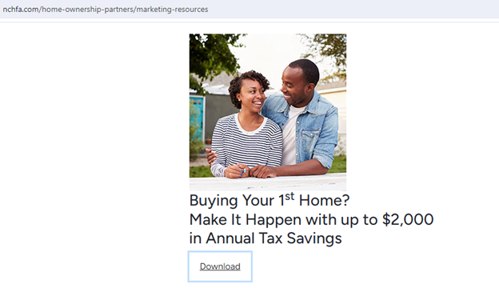 nchfa.com/home-ownership-partners/marketing-resources
Buying Your 1st Home?
Make It Happen with up to $2,000
in Annual Tax Savings
Download